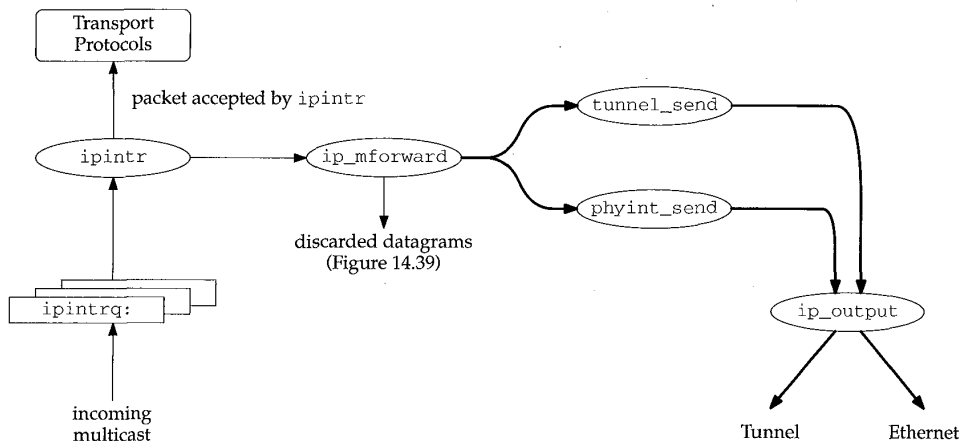 Transport
Protocols
packet accepted by ipintr
tunnel_send
ipintr
ip_mforward
phyint_send
discarded datagrams
(Figure 14.39)
ipintrq:
ip_output
incoming
multicast
Tunnel
Ethernet